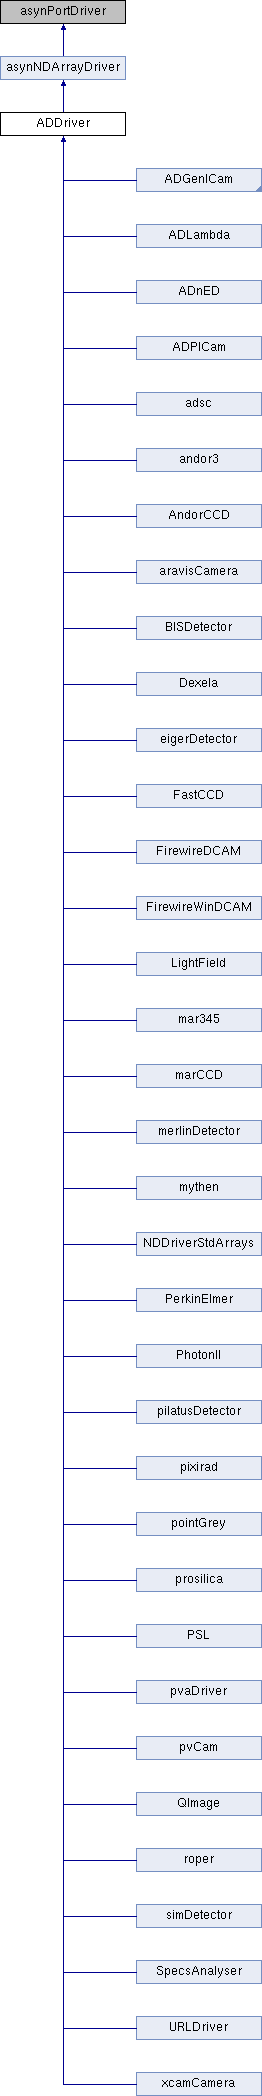 asynPortDriver
asynNDArrayDriver
ADDriver
ADGenICam
ADLambda
ADnED
ADPICam
adsc
andor3
AndorCCD
aravisCamera
BISDetector
Dexela
eigerDetector
FastCCD
FirewireDCAM
FirewireWinDCAM
LightField
mar345
marCCD
merlinDetector
mythen
NDDriverStdArrays
PerkinElmer
PhotonII
pilatusDetector
pixirad
pointGrey
prosilica
PSL
pvaDriver
pvCam
QImage
roper
simDetector
SpecsAnalyser
URLDriver
xcamCamera